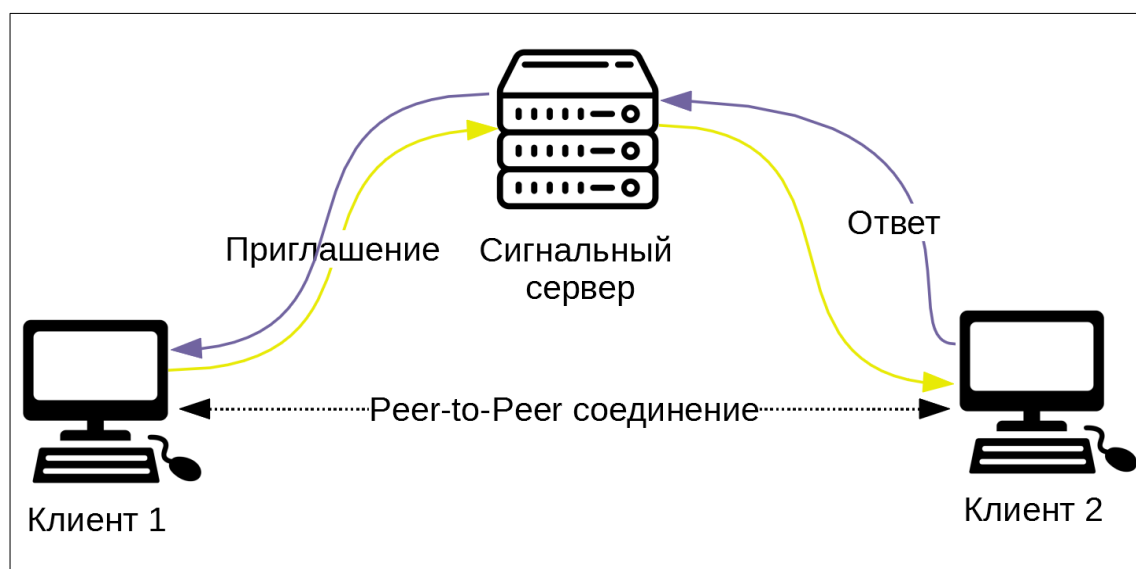 Ответ
Приглашение
Сигнальный
сервер
Peer-to-Peer соединение
Клиент 1
Клиент 2